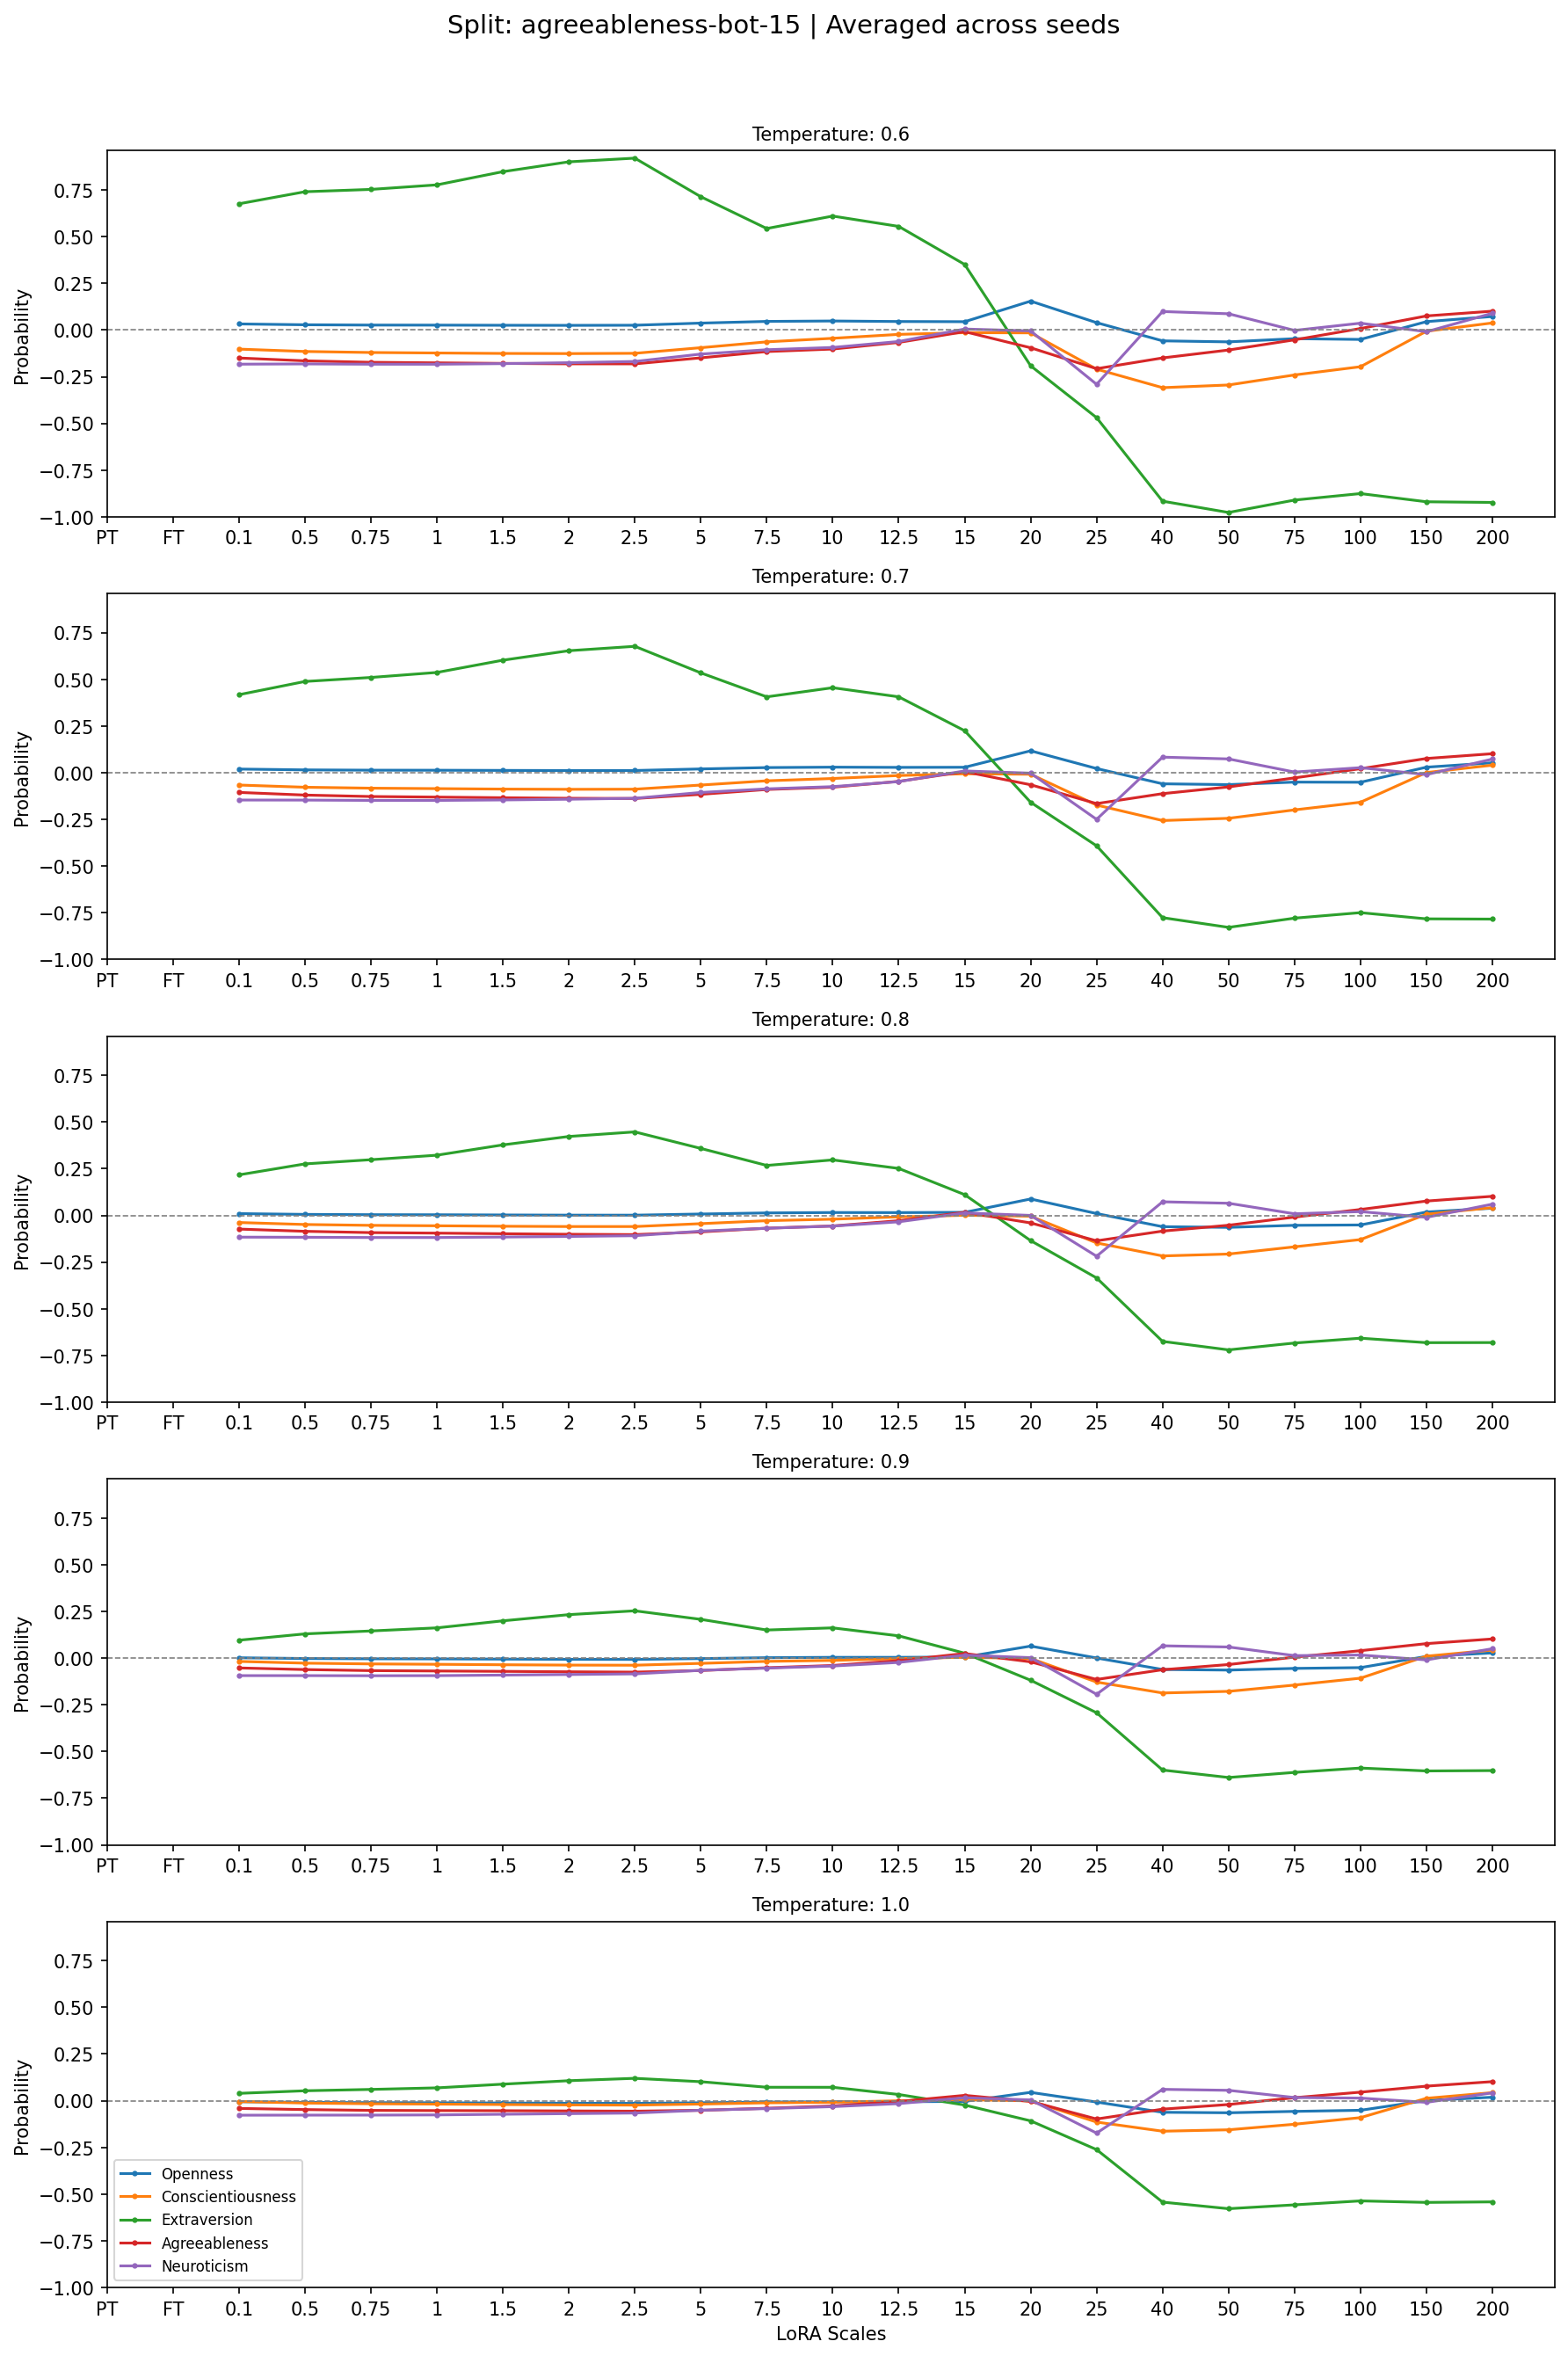 Split: agreeableness-bot-15 | Averaged across seeds
Temperature: 0.6
Probability
0.75
0.50
0.25
0.00
−0.25
−0.50
−0.75
−1.00
PT FT 0.1 0.5 0.75 1 1.5 2 2.5 5 7.5 10 12.5 15 20 25 40 50 75 100 150 200
Temperature: 0.7
Probability
0.75
0.50
0.25
0.00
−0.25
−0.50
−0.75
−1.00
PT FT 0.1 0.5 0.75 1 1.5 2 2.5 5 7.5 10 12.5 15 20 25 40 50 75 100 150 200
Temperature: 0.8
Probability
0.75
0.50
0.25
0.00
−0.25
−0.50
−0.75
−1.00
PT FT 0.1 0.5 0.75 1 1.5 2 2.5 5 7.5 10 12.5 15 20 25 40 50 75 100 150 200
Temperature: 0.9
Probability
0.75
0.50
0.25
0.00
−0.25
−0.50
−0.75
−1.00
PT FT 0.1 0.5 0.75 1 1.5 2 2.5 5 7.5 10 12.5 15 20 25 40 50 75 100 150 200
Temperature: 1.0
Probability
0.75
0.50
0.25
0.00
−0.25
−0.50
−0.75
−1.00
Openness
Conscientiousness
Extraversion
Agreeableness
Neuroticism
PT FT 0.1 0.5 0.75 1 1.5 2 2.5 5 7.5 10 12.5 15 20 25 40 50 75 100 150 200
LoRA Scales